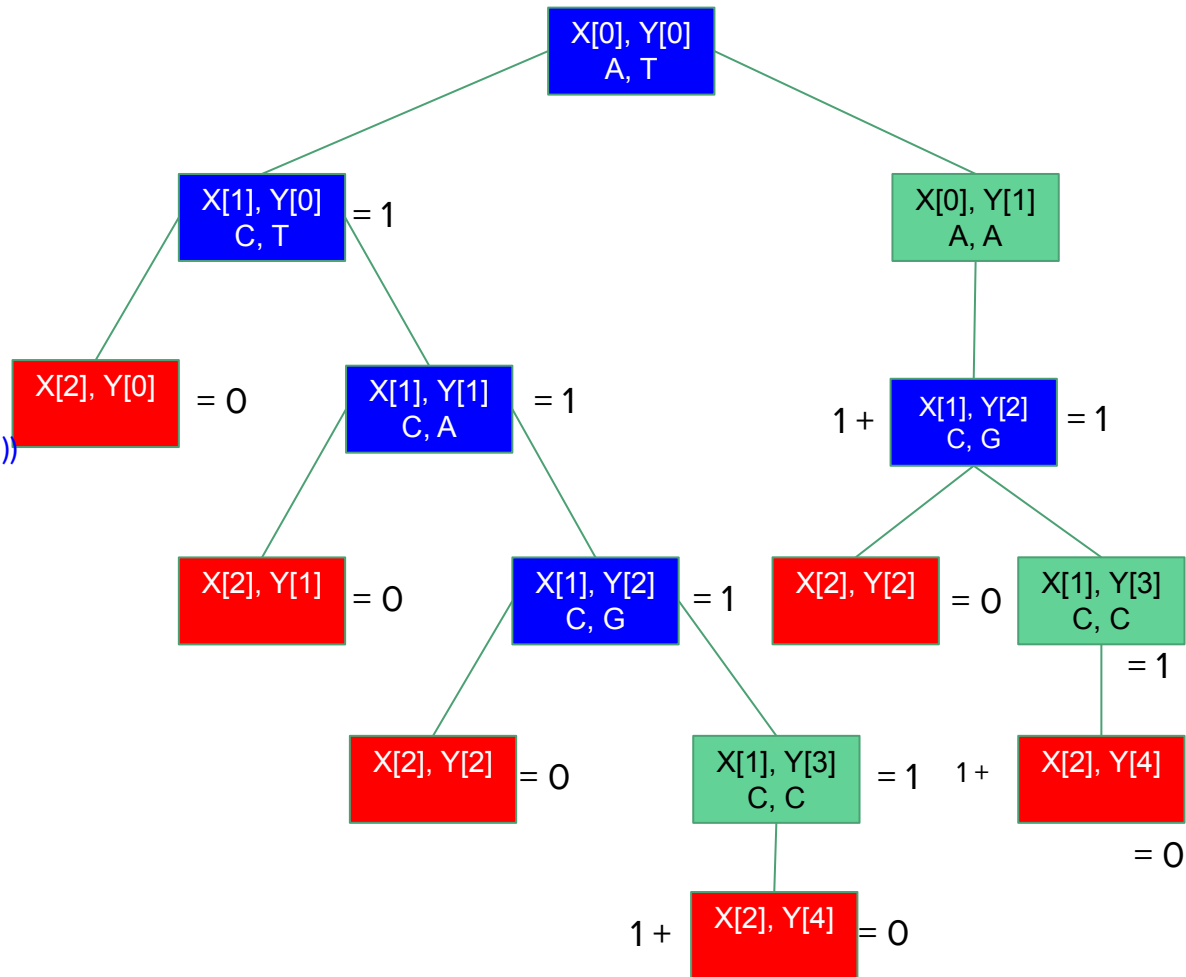 X[0], Y[0]
A, T
X[1], Y[0]
C, T
= 1
X[0], Y[1]
A, A
X[2], Y[0]
= 0
))
X[1], Y[1]
C, A
= 1
1 +
X[1], Y[2]
C, G
= 1
X[2], Y[1]
= 0
X[1], Y[2]
C, G
= 1
X[2], Y[2]
= 0
X[1], Y[3]
C, C
= 1
X[2], Y[2]
= 0
X[1], Y[3]
C, C
= 1
1 +
X[2], Y[4]
= 0
1 +
X[2], Y[4]
= 0